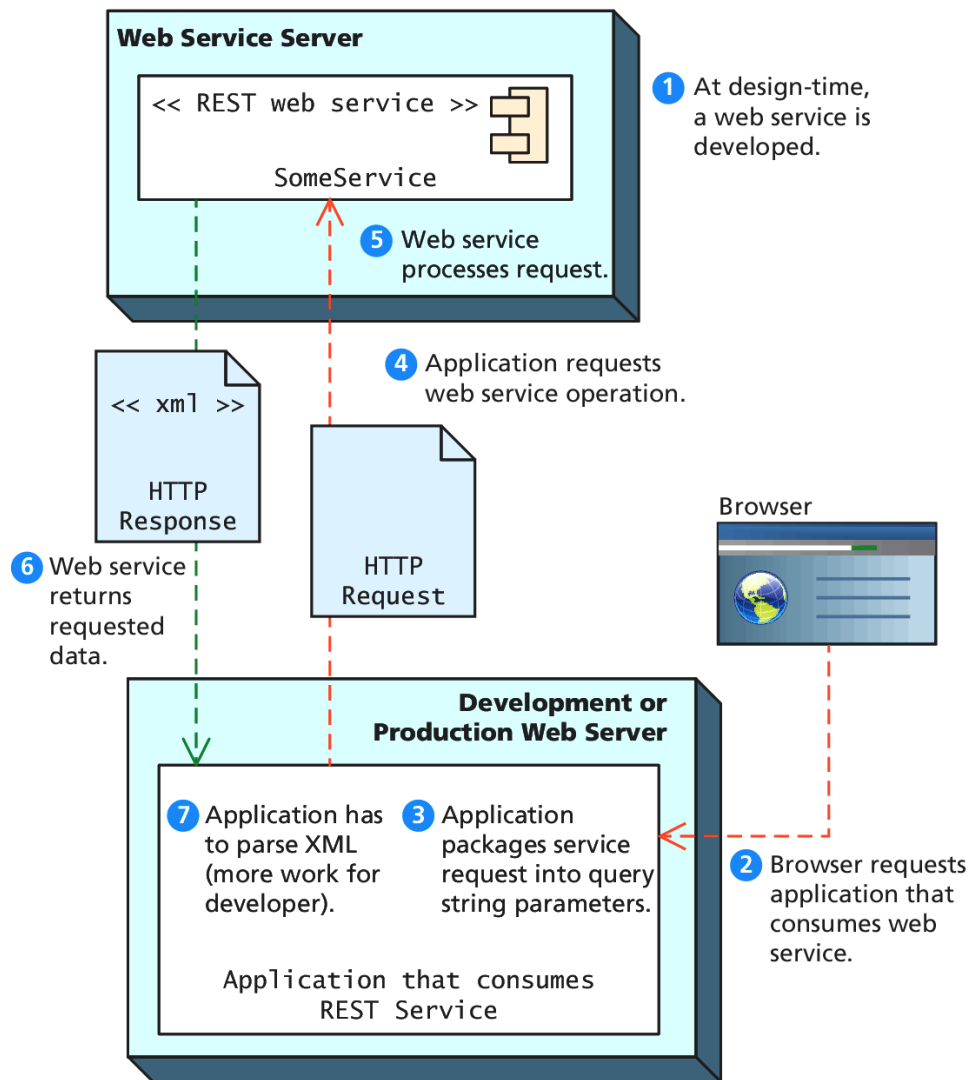 Web Service Server
<< REST web service >>
SomeService
1 At design-time,
a web service is
developed.
5 Web service
processes request.
4 Application requests
web service operation.
<< xml >>
HTTP
Response
HTTP
Request
Browser
6 Web service
returns
requested
data.
Development or
Production Web Server
7 Application has
to parse XML
(more work for
developer).
3 Application
packages service
request into query
string parameters.
2 Browser requests
application that
consumes web
service.
Application that consumes
REST Service